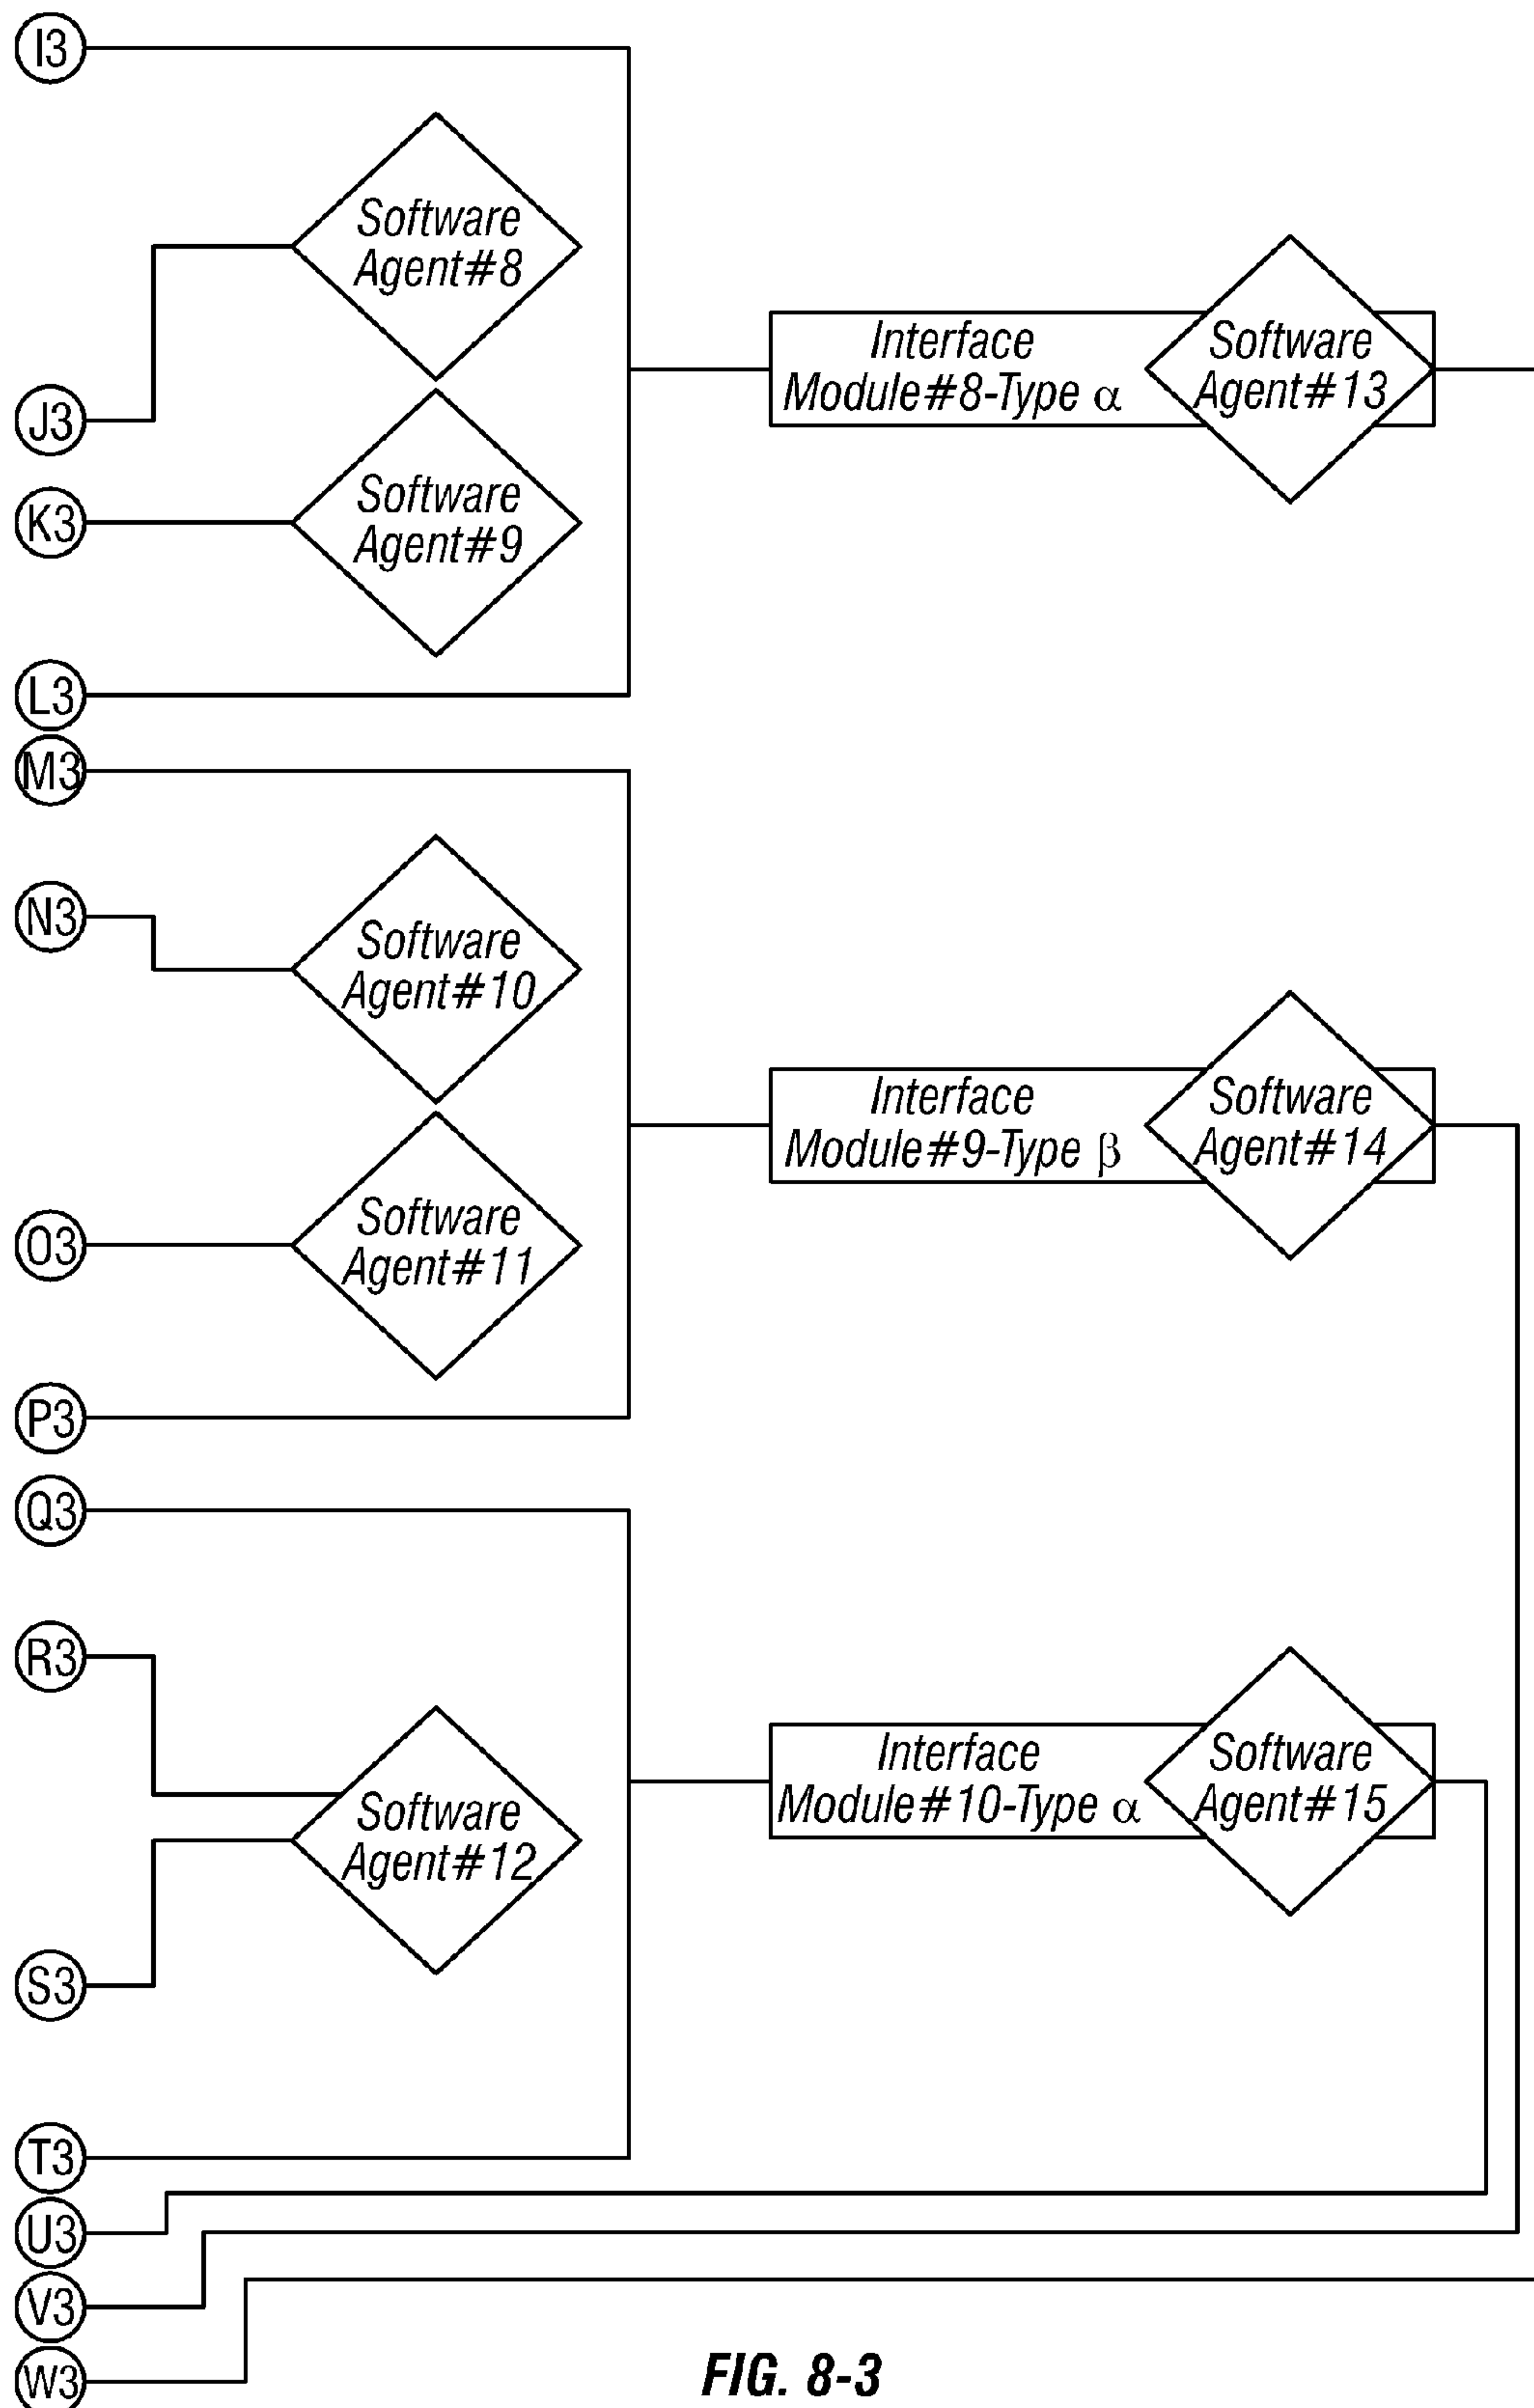 I3
Software
Agent#8
Interface
Module#8-Type α
Software
Agent#13
J3
K3
Software
Agent#9
L3
M3
N3
Software
Agent#10
Interface
Module#9-Type β
Software
Agent#14
O3
Software
Agent#11
P3
Q3
R3
Software
Agent#12
Interface
Module#10-Type α
Software
Agent#15
S3
T3
U3
V3
W3
FIG. 8-3